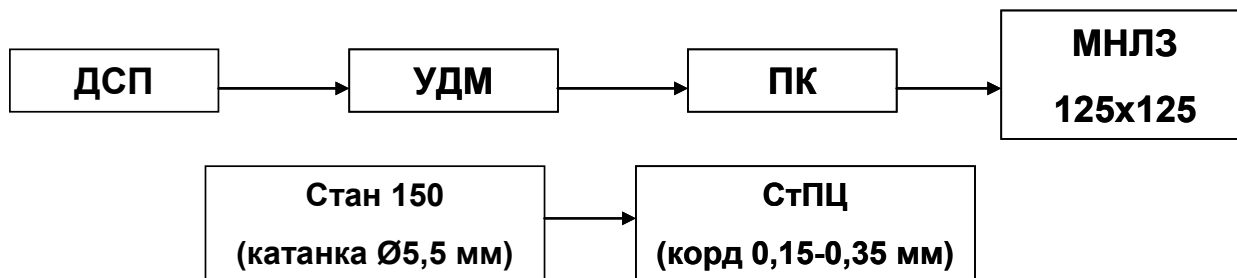 ДСП
УДМ
ПК
МНЛЗ
125х125
Стан 150
(катанка Ø5,5 мм)
СтПЦ
(корд 0,15-0,35 мм)